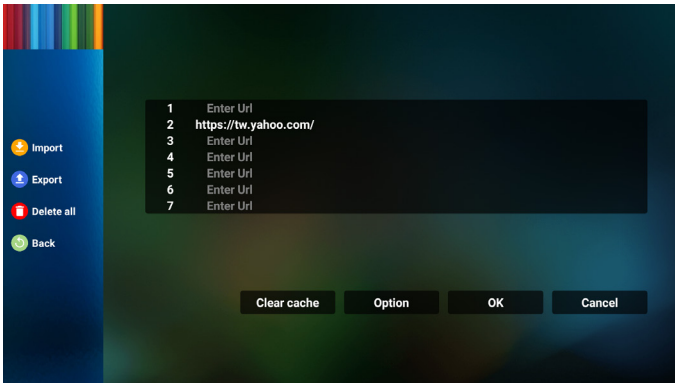 1 Enter Url
2 https://tw.yahoo.com/
3 Enter Url
4 Enter Url
5 Enter Url
6 Enter Url
7 Enter Url
Import
Export
Delete all
Back
Clear cache Option OK Cancel